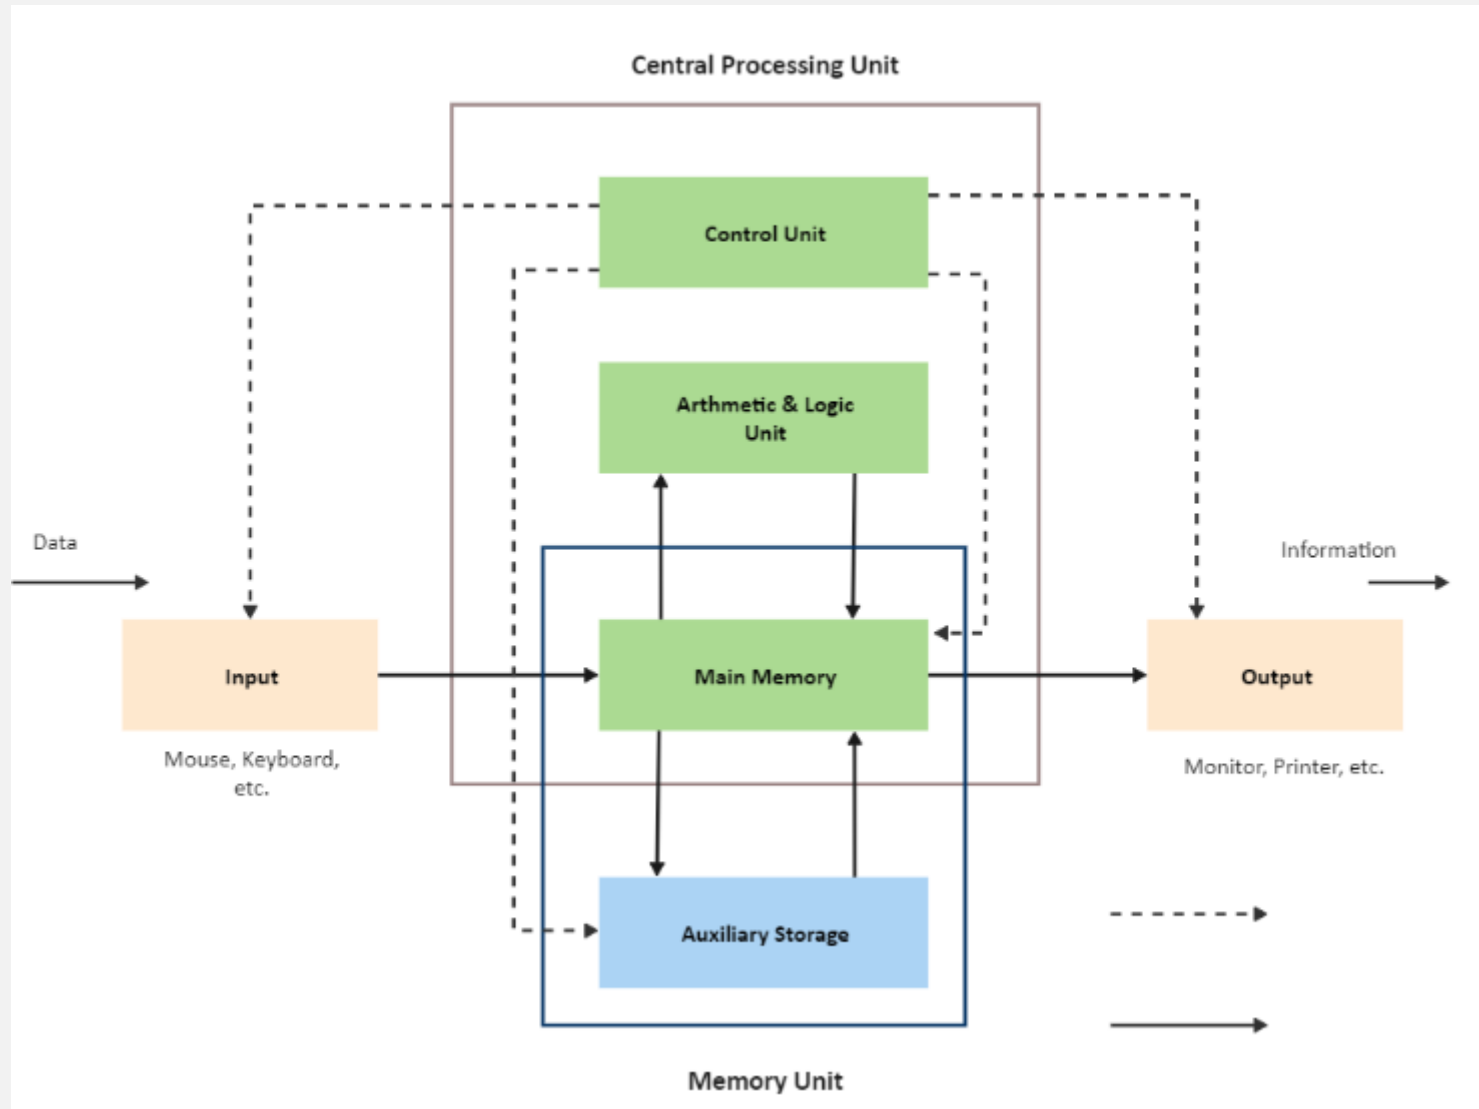 Central Processing Unit
Control Unit
Arthmetic & Logic
Unit
Data
Information
Input
Main Memory
Output
Mouse, Keyboard,
etc.
Monitor, Printer, etc.
Auxiliary Storage
Memory Unit